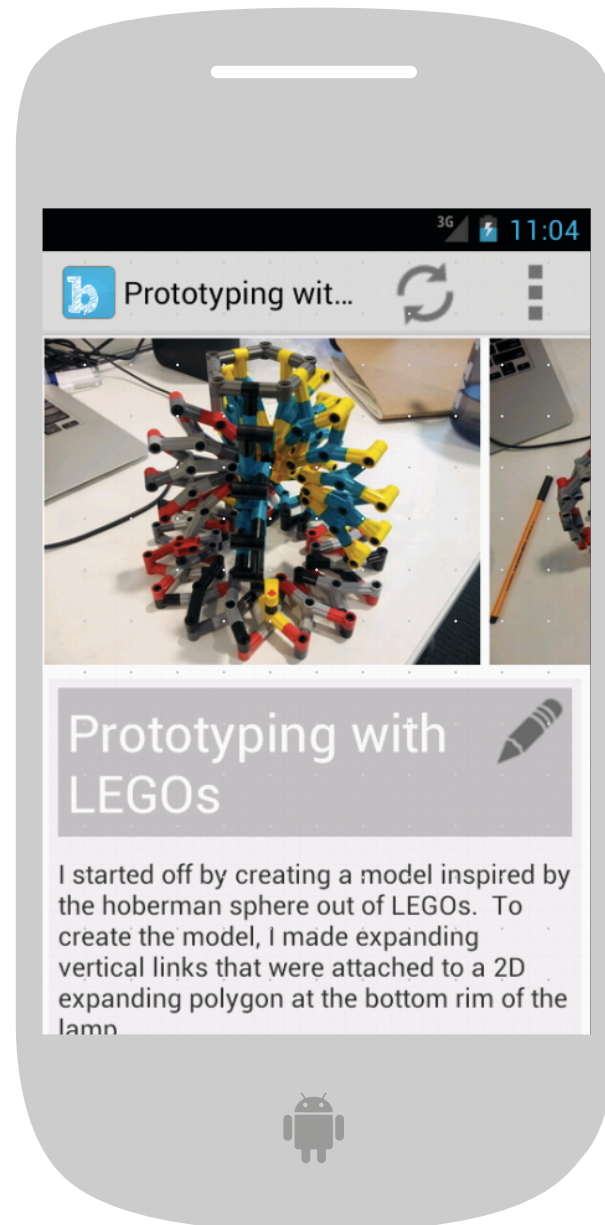 3G 11:04
b Prototyping wit...
Prototyping with
LEGOs
I started off by creating a model inspired by
the hoberman sphere out of LEGOs.  To
create the model, I made expanding
vertical links that were attached to a 2D
expanding polygon at the bottom rim of the
lamp